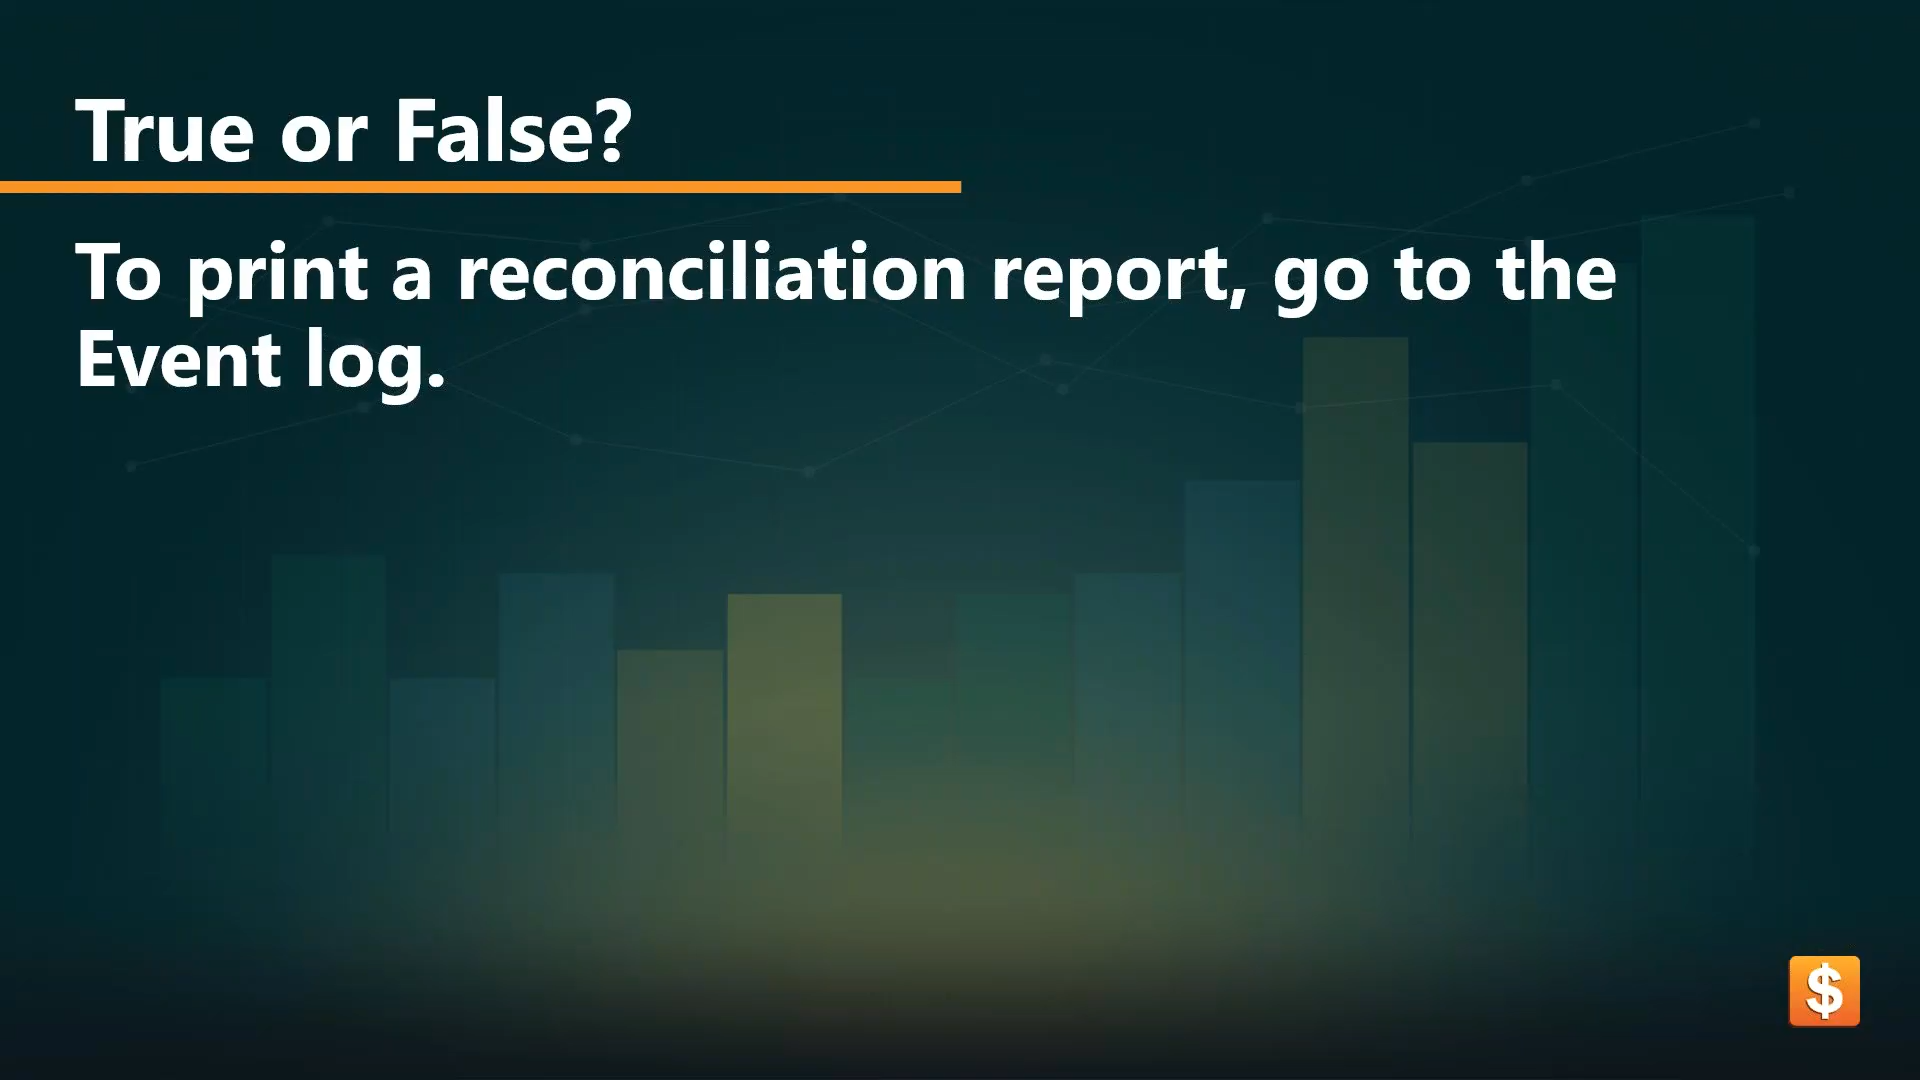 True or False?
To print a reconciliation report, go to the
Event log.
$